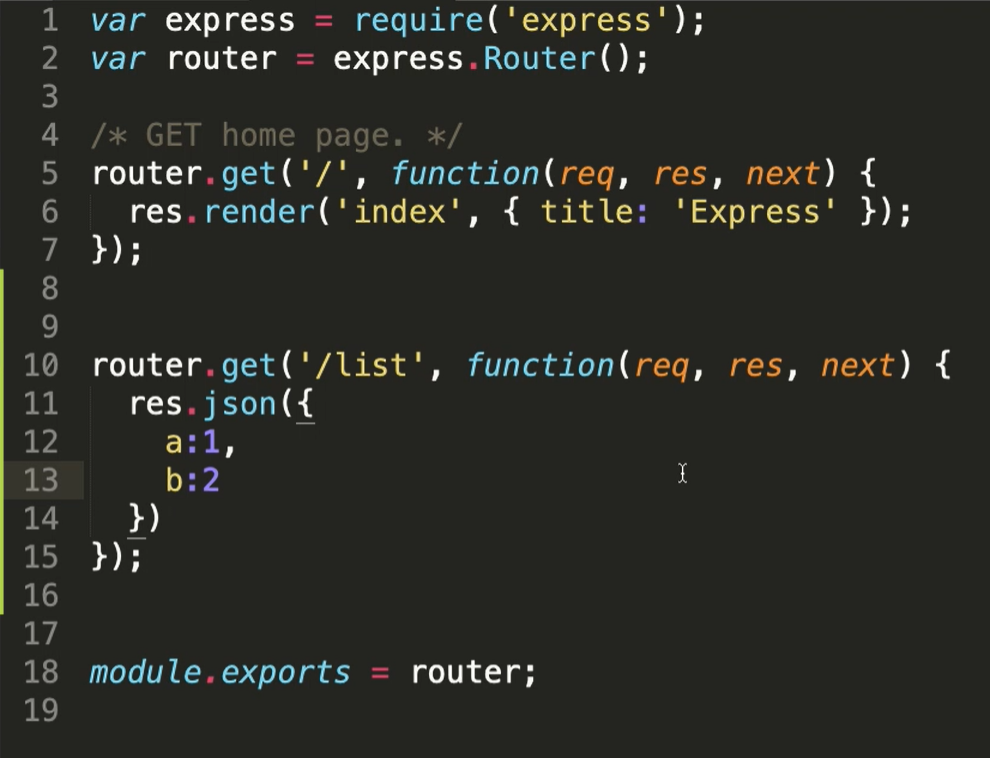 1 var express = require('express');
2 var router = express.Router();
3
4 /* GET home page. */
5 router.get('/', function(req, res, next) {
6   res.render('index', { title: 'Express' });
7 });
8
9
10 router.get('/list', function(req, res, next) {
11   res.json({
12     a:1,
13     b:2
14   })
15 });
16
17
18 module.exports = router;
19